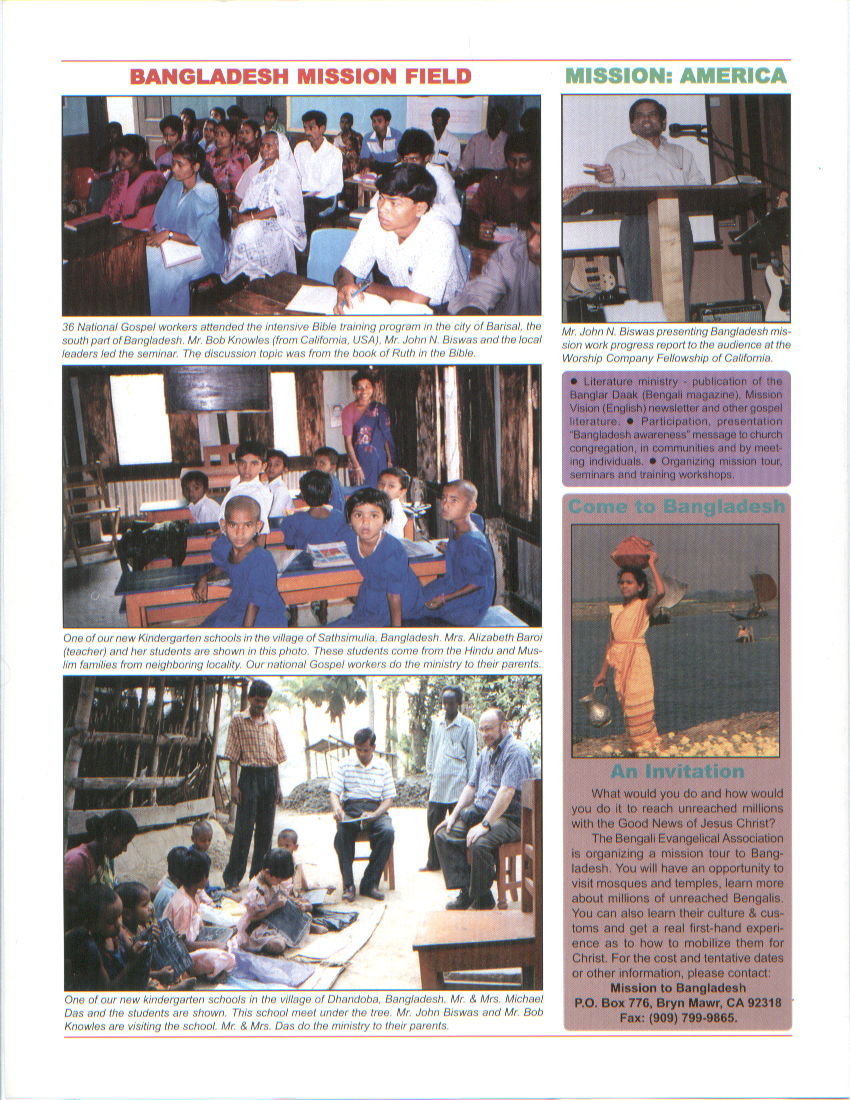 BANGLADESH MISSION FIELD
36 National Gospel workers attended the intensive Bible training program in the city of Barisal, the
south part of Bangladesh. Mr. Bob Knowles (from California, USA), Mr. John N. Biswas and the local
leaders led the seminar. The discussion topic was from the book of Ruth in the Bible.
One of our new Kindergarten schools in the village of Sathsimulia, Bangladesh. Mrs. Alizabeth Baroi
(teacher) and her students are shown in this photo. These students come from the Hindu and Mus-
lim families from neighboring locality. Our national Gospel workers do the ministry to their parents.
One of our new kindergarten schools in the village of Dhandoba, Bangladesh. Mr. & Mrs. Michael
Das and the students are shown. This school meet under the tree. Mr. John Biswas and Mr. Bob
Knowles are visiting the school. Mr. & Mrs. Das do the ministry to their parents.
MISSION: AMERICA
Mr. John N. Biswas presenting Bangladesh mis-
sion work progress report to the audience at the
Worship Company Fellowship of California.
● Literature ministry - publication of the
Banglar Daak (Bengali magazine), Mission
Vision (English) newsletter and other gospel
literature. ● Participation, presentation
"Bangladesh awareness" message to church
congregation, in communities and by meet-
ing individuals. ● Organizing mission tour,
seminars and training workshops.
Come to Bangladesh
An Invitation
What would you do and how would
you do it to reach unreached millions
with the Good News of Jesus Christ?
The Bengali Evangelical Association
is organizing a mission tour to Bang-
ladesh. You will have an opportunity to
visit mosques and temples, learn more
about millions of unreached Bengalis.
You can also learn their culture & cus-
toms and get a real first-hand experi-
ence as to how to mobilize them for
Christ. For the cost and tentative dates
or other information, please contact:
Mission to Bangladesh
P.O. Box 776, Bryn Mawr, CA 92318
Fax: (909) 799-9865.